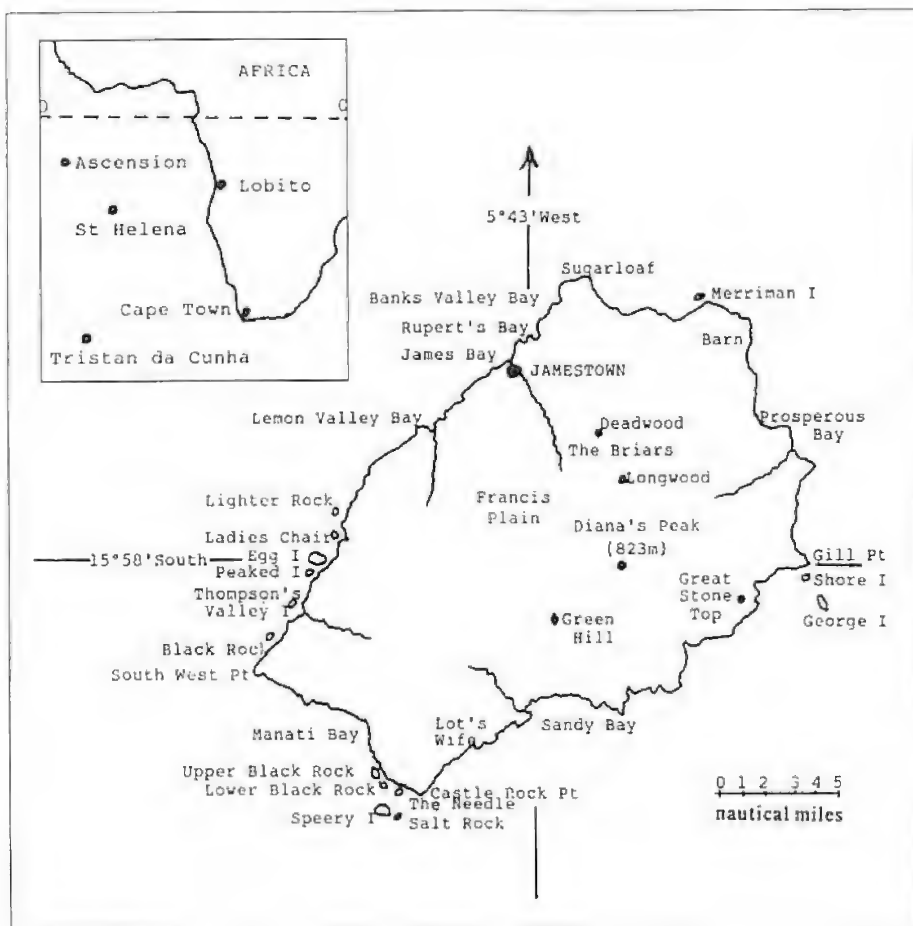 AFRICA
0
0
Ascension
Lobito
St Helena
Cape Town
Tristan da Cunha
5°43'West
Sugarloaf
Banks Valley Bay
Merriman I
Rupert's Bay
Barn
James Bay
JAMESTOWN
Lemon Valley Bay
Deadwood
Prosperous
Bay
The Briars
Longwood
Lighter Rock
Francis
Plain
Diana's Peak
(823m)
Ladies Chair
Egg I
15°58'South
Gill Pt
Peaked I
Shore I
Thompson's
Valley I
Great
Stone
Top
George I
Green
Hill
Black Rock
South West Pt
Manati Bay
Lot's
Wife
Sandy Bay
Upper Black Rock
Lower Black Rock
Castle Rock Pt
The Needle
Speery I
Salt Rock
0 1 2 3 4 5
nautical miles